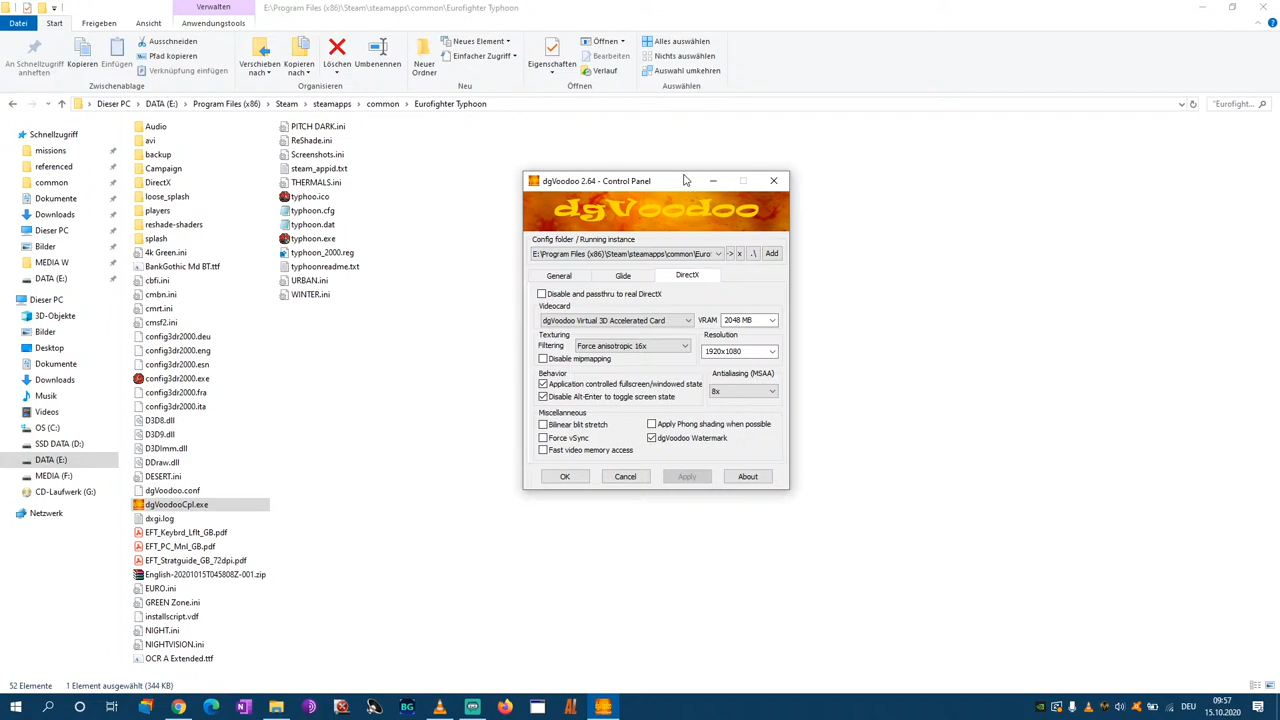 Verwalten
E:\Program Files (x86)\Steam\steamapps\common\Eurofighter Typhoon
Datei
Start
Freigeben
Ansicht
Anwendungstools
An Schnellzugriff anheften
Kopieren
Einfügen
Ausschneiden
Pfad kopieren
Verknüpfung einfügen
Verschieben nach
Kopieren nach
Löschen
Umbenennen
Neuer Ordner
Neues Element
Einfacher Zugriff
Eigenschaften
Öffnen
Bearbeiten
Verlauf
Alles auswählen
Nichts auswählen
Auswahl umkehren
Zwischenablage
Organisieren
Neu
Öffnen
Auswählen
Dieser PC > DATA (E:) > Program Files (x86) > Steam > steamapps > common > Eurofighter Typhoon
"Eurofight...
Schnellzugriff
missions
referenced
common
Dokumente
Downloads
Dieser PC
Bilder
MEDIA W
DATA (E:)
Dieser PC
3D-Objekte
Bilder
Desktop
Dokumente
Downloads
Musik
Videos
OS (C:)
SSD DATA (D:)
DATA (E:)
MEDIA (F:)
CD-Laufwerk (G:)
Netzwerk
Audio
avi
backup
Campaign
DirectX
loose_splash
players
reshade-shaders
splash
4k Green.ini
BankGothic Md BT.ttf
cbfi.ini
cmbn.ini
cmrt.ini
cmsf2.ini
config3dr2000.deu
config3dr2000.eng
config3dr2000.esn
config3dr2000.exe
config3dr2000.fra
config3dr2000.ita
D3D8.dll
D3D9.dll
D3DImm.dll
DDraw.dll
DESERT.ini
dgVoodoo.conf
dgVoodooCpl.exe
dxgi.log
EFT_Keybrd_Lflt_GB.pdf
EFT_PC_Mnl_GB.pdf
EFT_Stratguide_GB_72dpi.pdf
English-20201015T045808Z-001.zip
EURO.ini
GREEN Zone.ini
installscript.vdf
NIGHT.ini
NIGHTVISION.ini
OCR A Extended.ttf
PITCH DARK.ini
ReShade.ini
Screenshots.ini
steam_appid.txt
THERMALS.ini
typhoo.ico
typhoon.cfg
typhoon.dat
typhoon.exe
typhoon_2000.reg
typhoonreadme.txt
URBAN.ini
WINTER.ini
dgVoodoo 2.64 - Control Panel
dgVoodoo
Config folder / Running instance
E:\Program Files (x86)\Steam\steamapps\common\Eurof
->
x
.\
Add
General
Glide
DirectX
Disable and passthru to real DirectX
Videocard
dgVoodoo Virtual 3D Accelerated Card
VRAM
2048 MB
Texturing
Filtering
Force anisotropic 16x
Disable mipmapping
Resolution
1920x1080
Behavior
Application controlled fullscreen/windowed state
Disable Alt-Enter to toggle screen state
Antialiasing (MSAA)
8x
Miscellaneous
Bilinear blit stretch
Apply Phong shading when possible
Force vSync
dgVoodoo Watermark
Fast video memory access
OK
Cancel
Apply
About
52 Elemente
1 Element ausgewählt (344 KB)
BG
DEU
09:57
15.10.2020